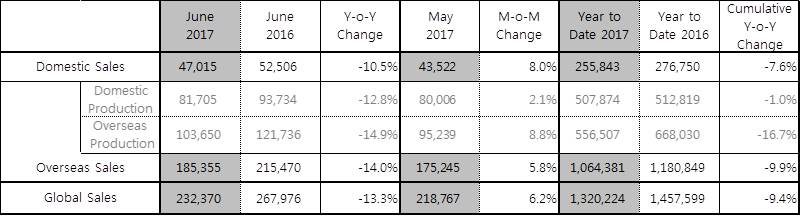 June 2017 June 2016 Y-o-Y Change May 2017 M-o-M Change Year to Date 2017 Year to Date 2016 Cumulative Y-o-Y Change
Domestic Sales 47,015 52,506 -10.5% 43,522 8.0% 255,843 276,750 -7.6%
Domestic Production 81,705 93,734 -12.8% 80,006 2.1% 507,874 512,819 -1.0%
Overseas Production 103,650 121,736 -14.9% 95,239 8.8% 556,507 668,030 -16.7%
Overseas Sales 185,355 215,470 -14.0% 175,245 5.8% 1,064,381 1,180,849 -9.9%
Global Sales 232,370 267,976 -13.3% 218,767 6.2% 1,320,224 1,457,599 -9.4%